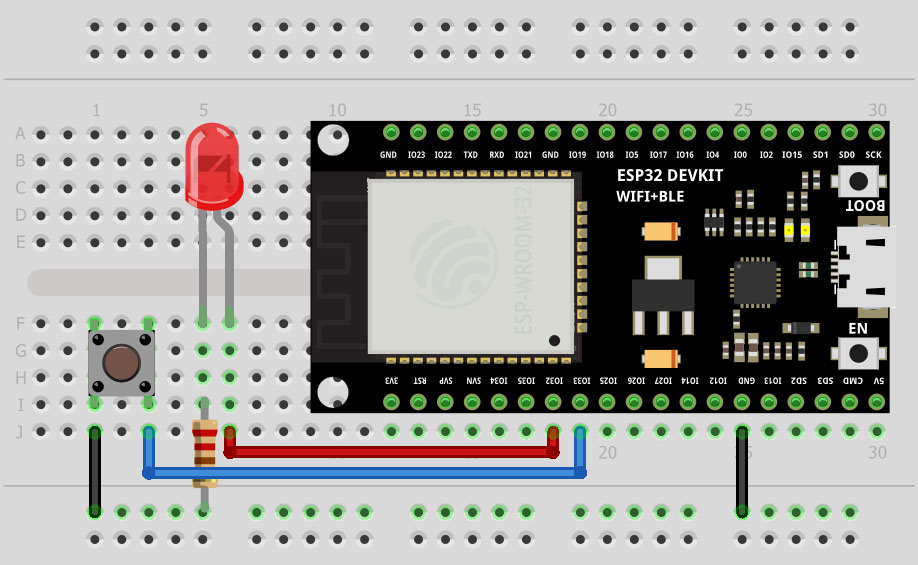 1 5 10 15 20 25 30
A
B
C
D
E
F
G
H
I
J
GND IO23 IO22 TXD RXD IO21 GND IO19 IO18 IO5 IO17 IO16 IO4 IO0 IO2 IO15 SD1 SD0 SCK
ESP32 DEVKIT
WIFI+BLE
BOOT
ESP-WROOM-32
EN
3V3 RST SVP SVN IO34 IO35 IO32 IO33 IO25 IO26 IO27 IO14 IO12 GND IO13 SD2 SD3 CMD 5V
20 30